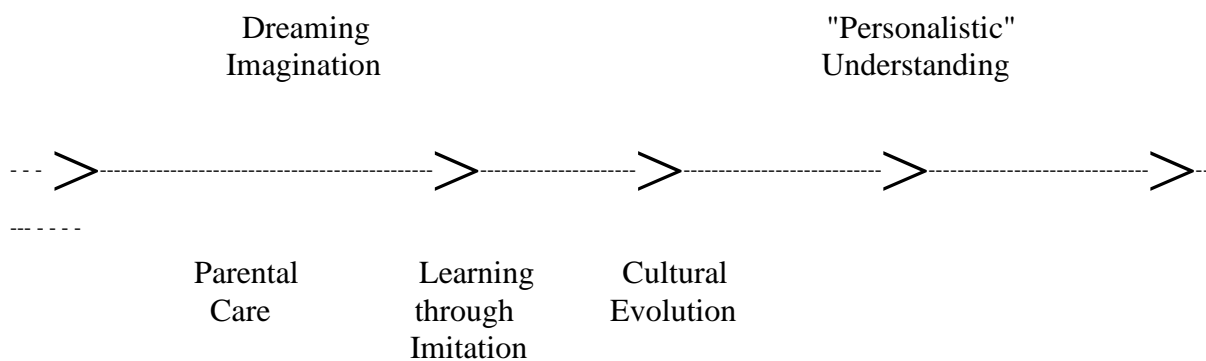 Dreaming
Imagination
"Personalistic"
Understanding
Parental
Care
Learning
through
Imitation
Cultural
Evolution